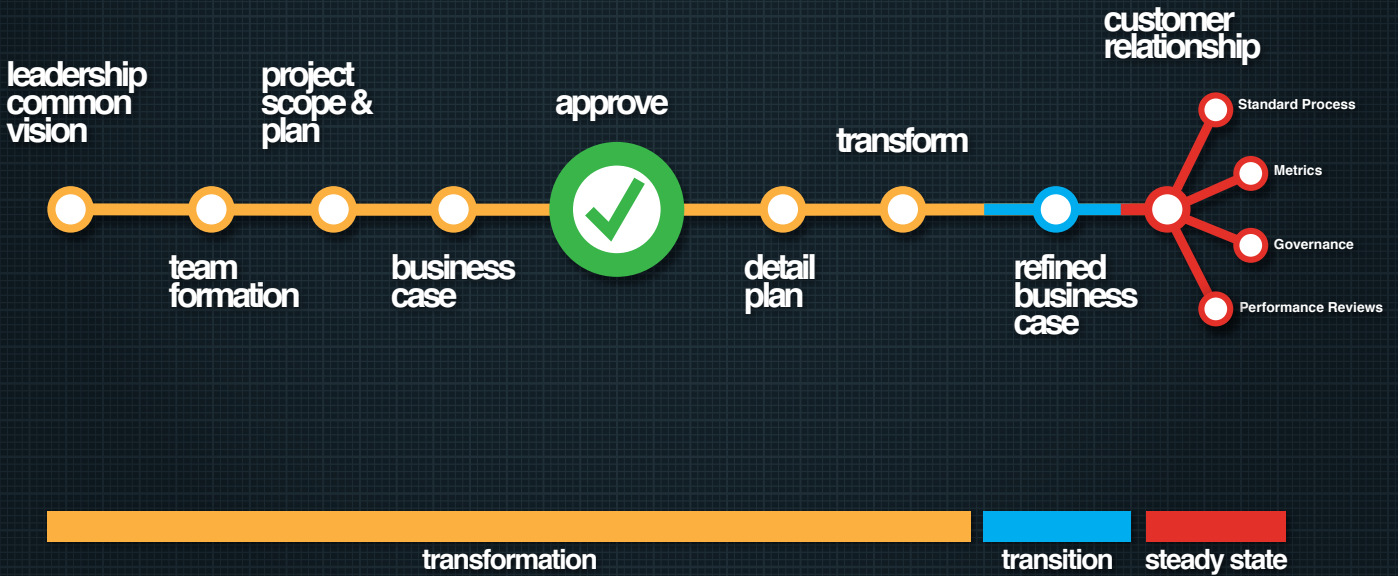 customer
relationship
leadership
common
vision
project
scope &
plan
approve
transform
Standard Process
Metrics
Governance
Performance Reviews
team
formation
business
case
detail
plan
refined
business
case
transformation
transition
steady state